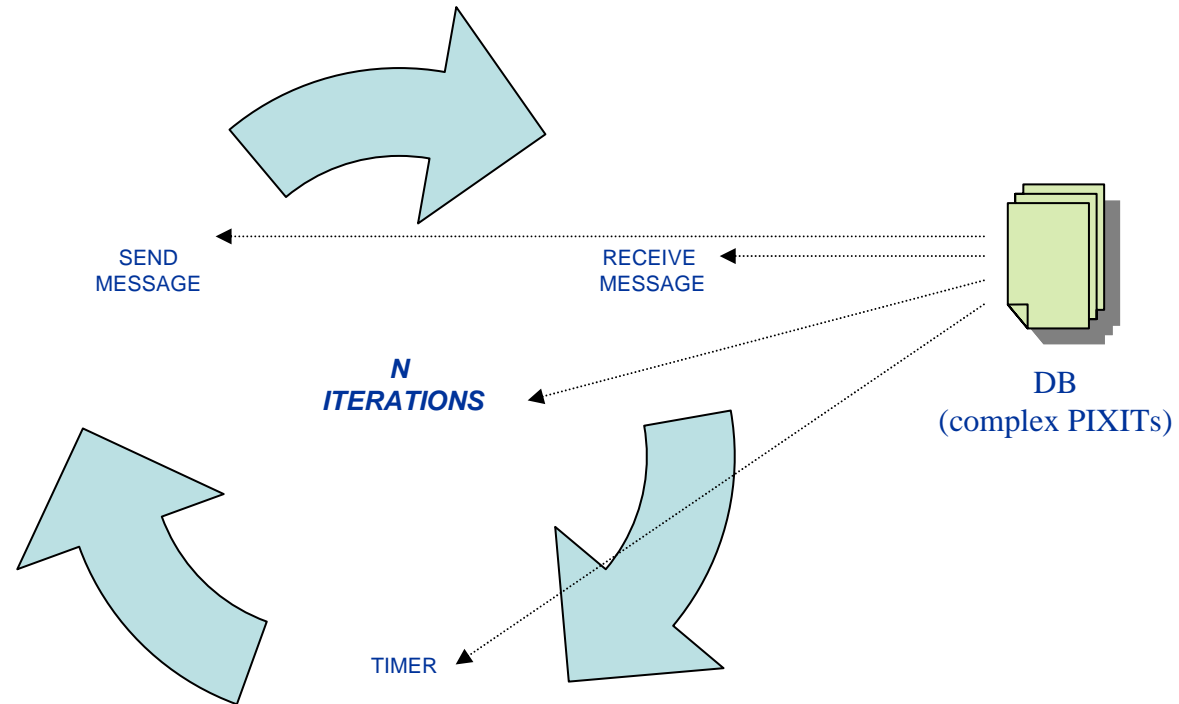 SEND
MESSAGE
RECEIVE
MESSAGE
N
ITERATIONS
DB
(complex PIXITs)
TIMER